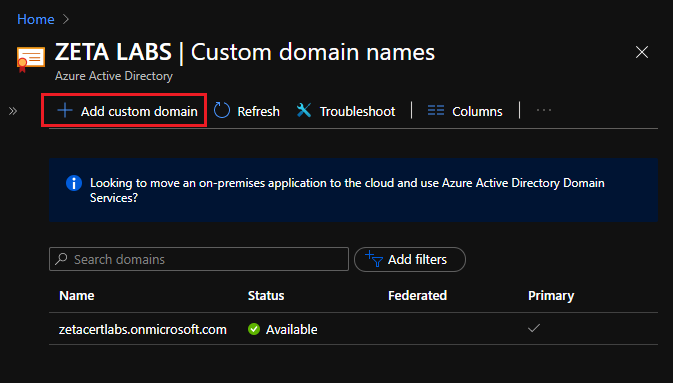 Home >
ZETA LABS | Custom domain names
Azure Active Directory
» + Add custom domain Refresh Troubleshoot | Columns | ...
Looking to move an on-premises application to the cloud and use Azure Active Directory Domain
Services?
Search domains Add filters
Name Status Federated Primary
zetacertlabs.onmicrosoft.com Available